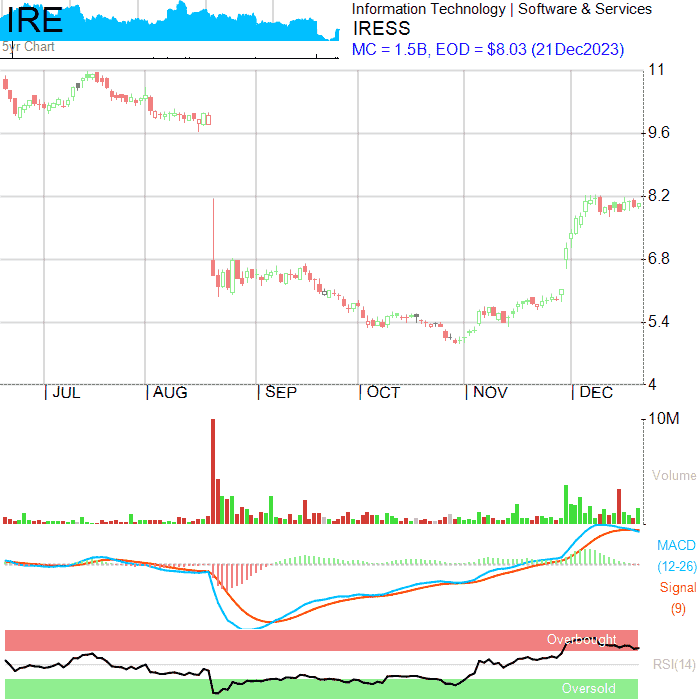 IRE
5yr Chart
Information Technology | Software & Services
IRESS
MC = 1.5B, EOD = $8.03 (21Dec2023)
11
9.6
8.2
6.8
5.4
4
JUL AUG SEP OCT NOV DEC
10M
Volume
MACD
(12-26)
Signal
(9)
Overbought
RSI(14)
Oversold